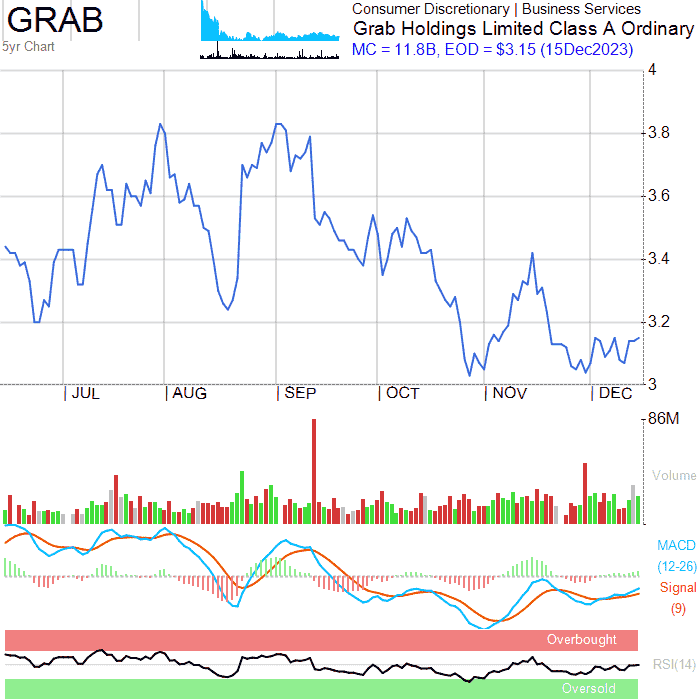 GRAB
5yr Chart
Consumer Discretionary | Business Services
Grab Holdings Limited Class A Ordinary
MC = 11.8B, EOD = $3.15 (15Dec2023)
4
3.8
3.6
3.4
3.2
3
| JUL | AUG | SEP | OCT | NOV | DEC
86M
Volume
MACD
(12-26)
Signal
(9)
Overbought
RSI(14)
Oversold